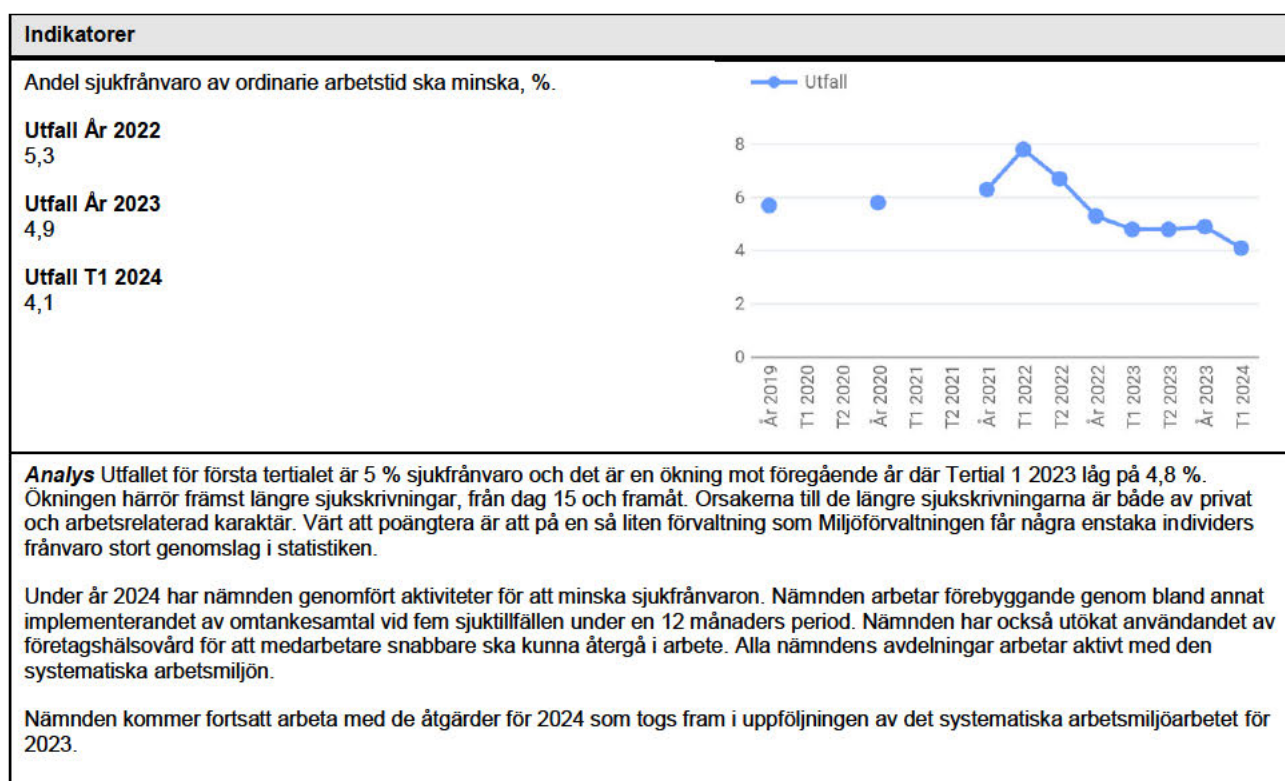 Indikatorer
Andel sjukfrånvaro av ordinarie arbetstid ska minska, %.
Utfall År 2022
5,3
Utfall År 2023
4,9
Utfall T1 2024
4,1
Utfall
8
6
4
2
0
År 2019
T1 2020
T2 2020
År 2020
T1 2021
T2 2021
År 2021
T1 2022
T2 2022
År 2022
T1 2023
T2 2023
År 2023
T1 2024
Analys Utfallet för första tertialet är 5 % sjukfrånvaro och det är en ökning mot föregående år där Tertial 1 2023 låg på 4,8 %.
Ökningen härrör främst längre sjukskrivningar, från dag 15 och framåt. Orsakerna till de längre sjukskrivningarna är både av privat
och arbetsrelaterad karaktär. Värt att poängtera är att på en så liten förvaltning som Miljöförvaltningen får några enstaka individers
frånvaro stort genomslag i statistiken.
Under år 2024 har nämnden genomfört aktiviteter för att minska sjukfrånvaron. Nämnden arbetar förebyggande genom bland annat
implementerandet av omtankesamtal vid fem sjuktillfällen under en 12 månaders period. Nämnden har också utökat användandet av
företagshälsovård för att medarbetare snabbare ska kunna återgå i arbete. Alla nämndens avdelningar arbetar aktivt med den
systematiska arbetsmiljön.
Nämnden kommer fortsatt arbeta med de åtgärder för 2024 som togs fram i uppföljningen av det systematiska arbetsmiljöarbetet för
2023.